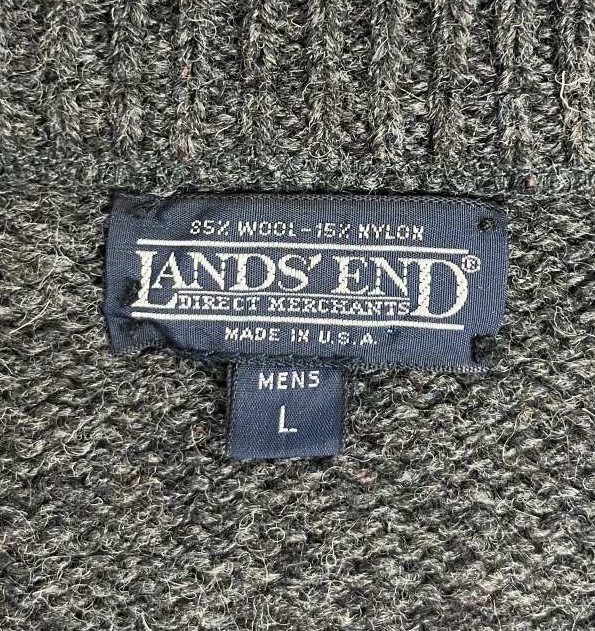 85% WOOL-15% NYLON
LANDS' END®
DIRECT MERCHANTS
MADE IN U.S.A.
MENS
L